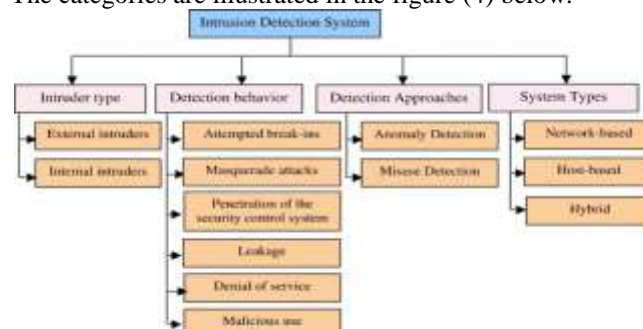 The categories are illustrated in the figure (4) below:
Intrusion Detection System
Intruder type
Detection behavior
Detection Approaches
System Types
External intruders
Internal intruders
Attempted break-ins
Masquerade attacks
Penetration of the
security control system
Leakage
Denial of service
Malicious use
Anomaly Detection
Misuse Detection
Network-based
Host-based
Hybrid